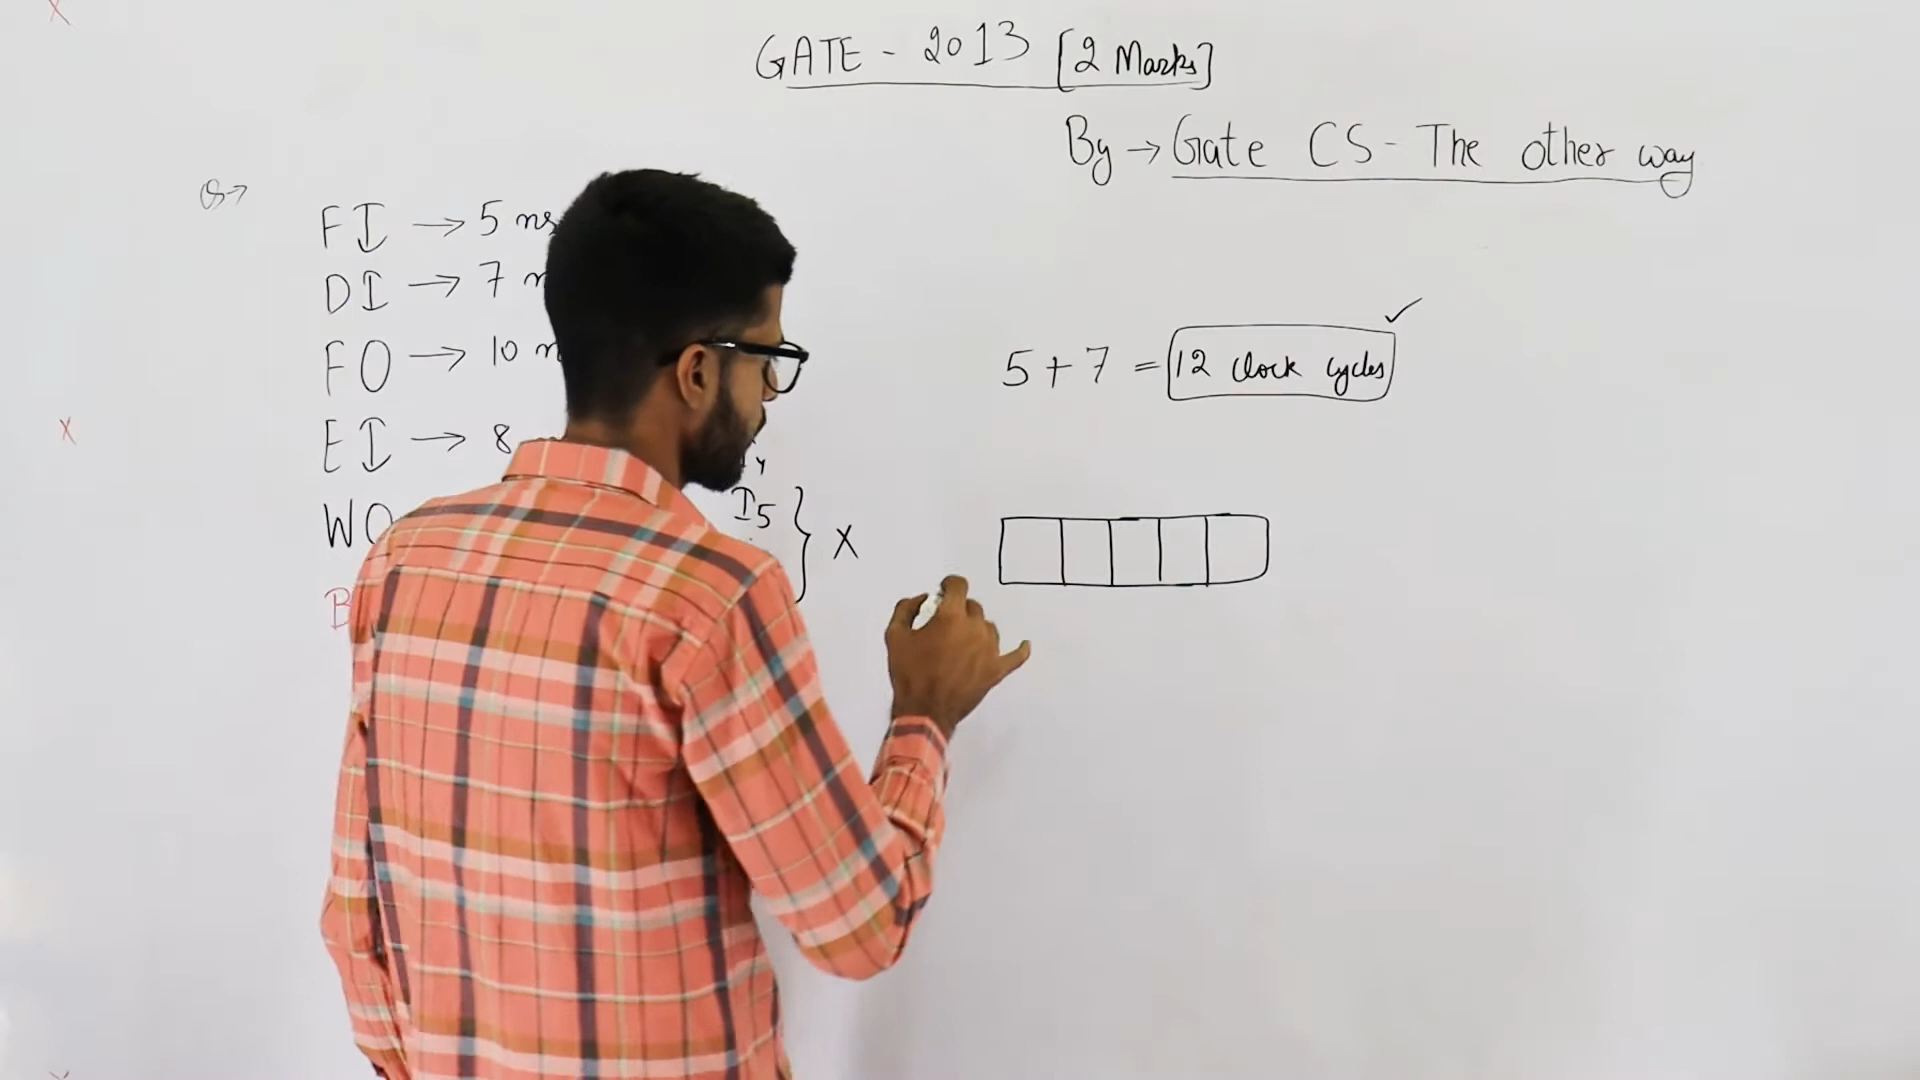 GATE - 2013 [2 Marks]
By → Gate CS - The other way
Q→
FI → 5 ns
DI → 7 n
FO → 10 n
EI → 8
WO
B
5 + 7 = 12 clock cycles ✓
I5 } X
X
X